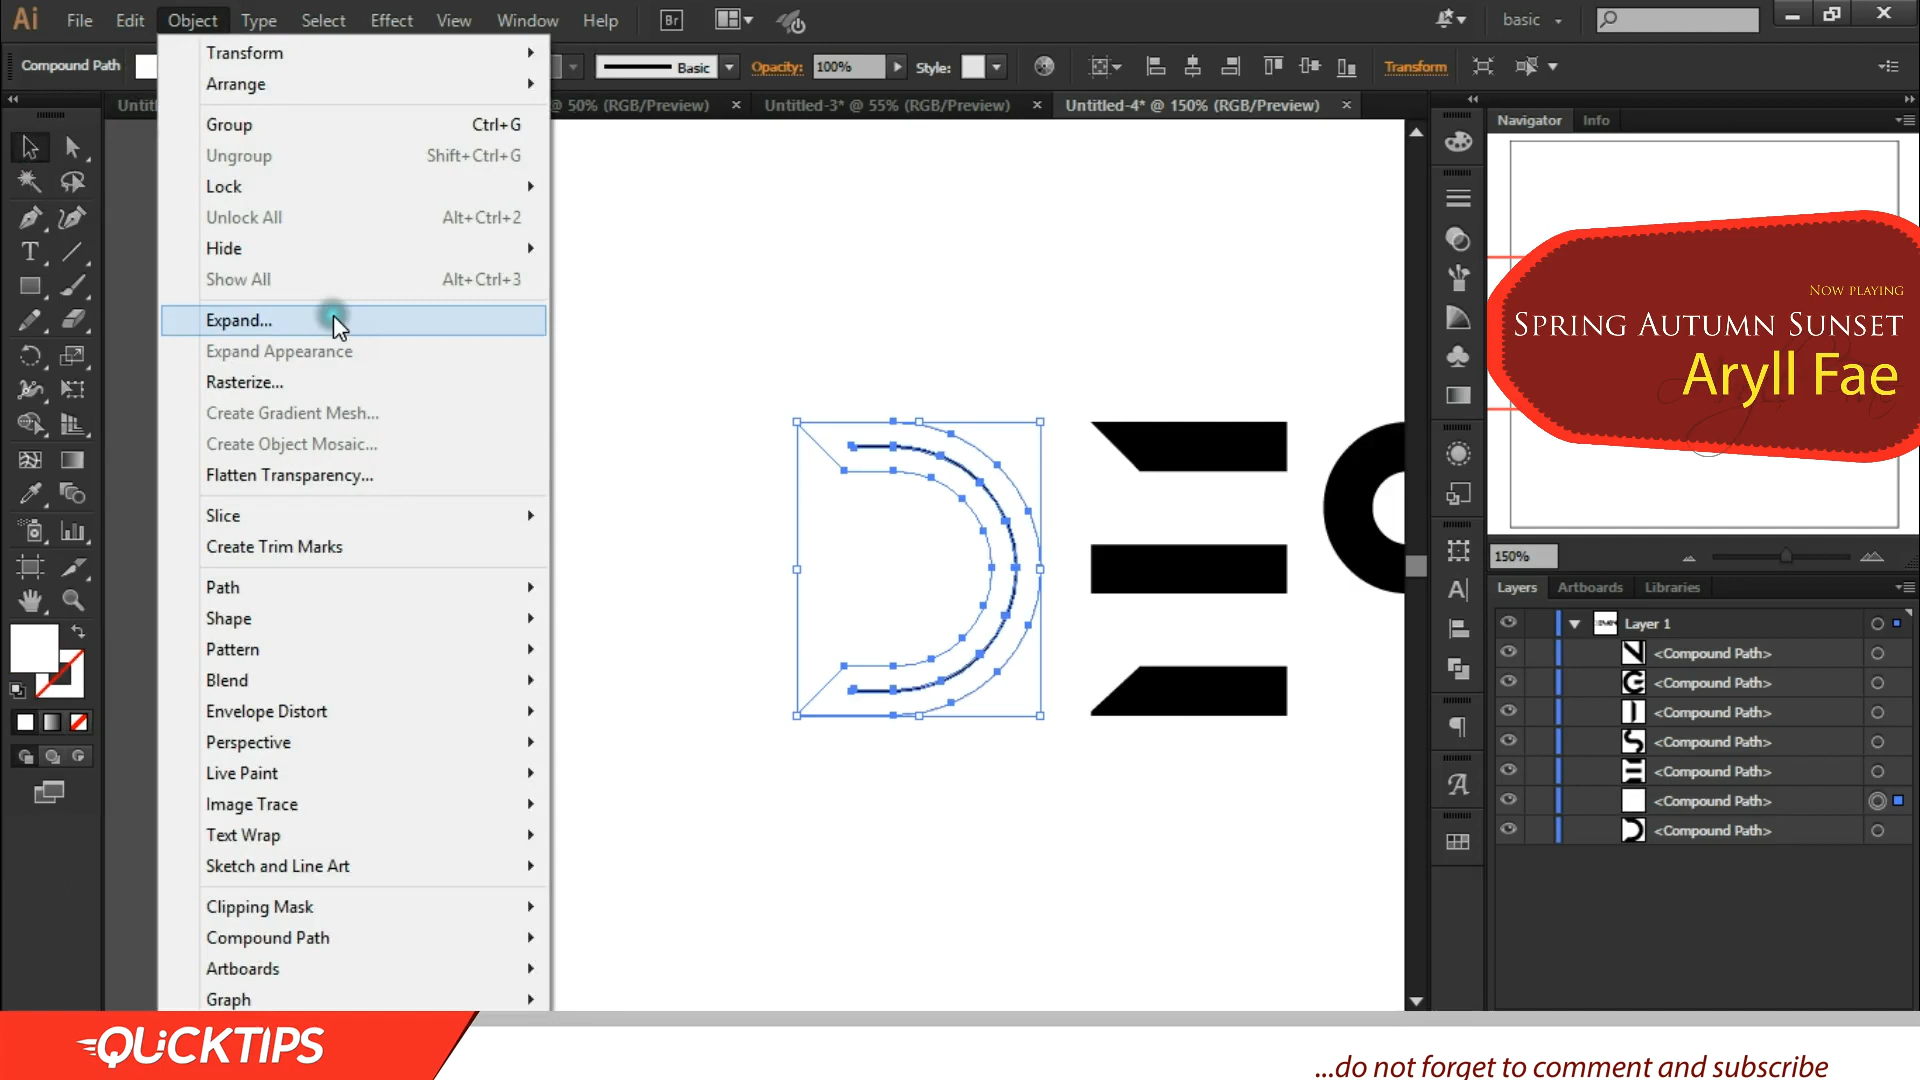 Ai File Edit Object Type Select Effect View Window Help Br basic
Compound Path Basic Opacity: 100% Style: Transform
@ 50% (RGB/Preview) × Untitled-3* @ 55% (RGB/Preview) × Untitled-4* @ 150% (RGB/Preview) ×
Transform
Arrange
Group Ctrl+G
Ungroup Shift+Ctrl+G
Lock
Unlock All Alt+Ctrl+2
Hide
Show All Alt+Ctrl+3
Expand...
Expand Appearance
Rasterize...
Create Gradient Mesh...
Create Object Mosaic...
Flatten Transparency...
Slice
Create Trim Marks
Path
Shape
Pattern
Blend
Envelope Distort
Perspective
Live Paint
Image Trace
Text Wrap
Sketch and Line Art
Clipping Mask
Compound Path
Artboards
Graph
Navigator Info
Now playing
Spring Autumn Sunset
Aryll Fae
150%
Layers Artboards Libraries
Layer 1
<Compound Path>
<Compound Path>
<Compound Path>
<Compound Path>
<Compound Path>
<Compound Path>
<Compound Path>
QUiCKTIPS
...do not forget to comment and subscribe